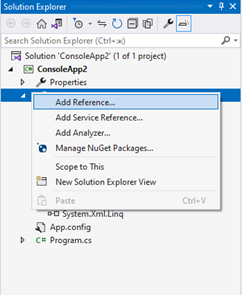 Solution Explorer
Search Solution Explorer (Ctrl+ж)
Solution 'ConsoleApp2' (1 of 1 project)
ConsoleApp2
Properties
Add Reference...
Add Service Reference...
Add Analyzer...
Manage NuGet Packages...
Scope to This
New Solution Explorer View
Paste Ctrl+V
System.Xml.Linq
App.config
C# Program.cs